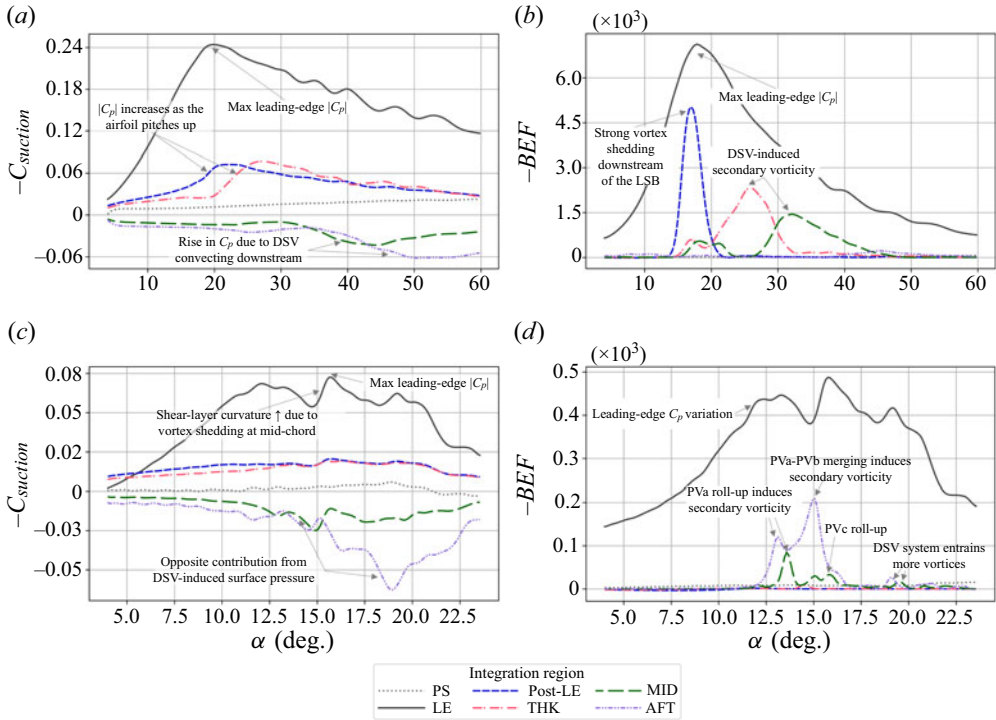 (a)
(b)
(×10³)
−C_suction
0.24
0.18
0.12
0.06
0
−0.06
10
20
30
40
50
60
|C_p| increases as the
airfoil pitches up
Max leading-edge |C_p|
Rise in C_p due to DSV
convecting downstream
−BEF
6.0
4.5
3.0
1.5
0
10
20
30
40
50
60
Max leading-edge |C_p|
Strong vortex
shedding
downstream
of the LSB
DSV-induced
secondary vorticity
(c)
(d)
(×10³)
−C_suction
0.08
0.05
0.02
0
−0.03
−0.05
5.0
7.5
10.0
12.5
15.0
17.5
20.0
22.5
α (deg.)
Max leading-edge |C_p|
Shear-layer curvature ↑ due to
vortex shedding at mid-chord
Opposite contribution from
DSV-induced surface pressure
−BEF
0.5
0.4
0.3
0.2
0.1
0
5.0
7.5
10.0
12.5
15.0
17.5
20.0
22.5
α (deg.)
Leading-edge C_p variation
PVa-PVb merging induces
secondary vorticity
PVa roll-up induces
secondary vorticity
PVc roll-up
DSV system entrains
more vortices
Integration region
PS Post-LE MID
LE THK AFT